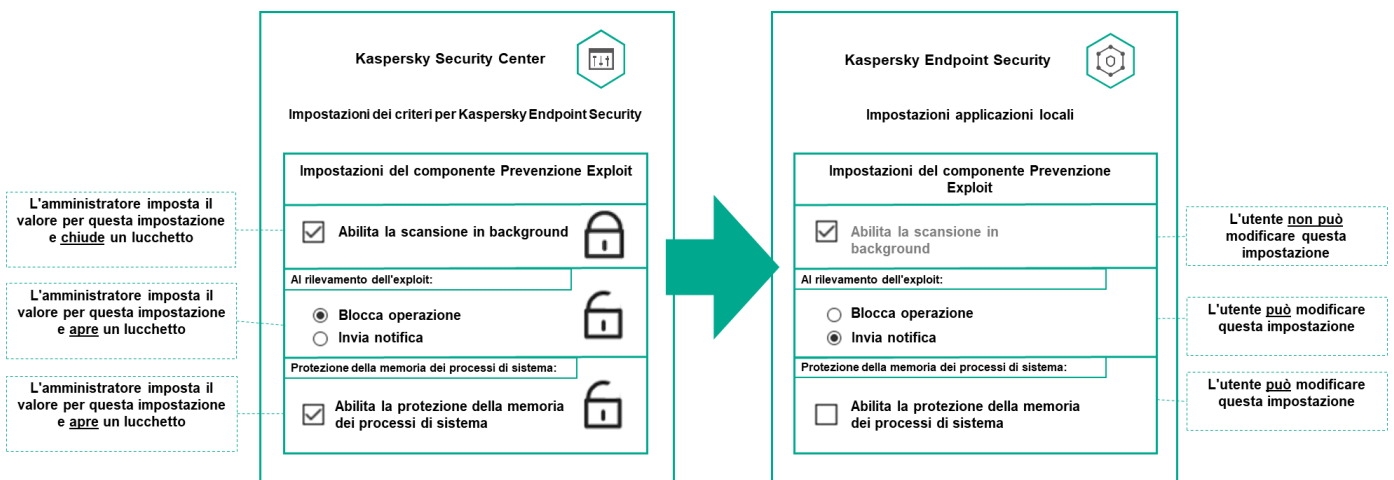 Kaspersky Security Center
Impostazioni dei criteri per Kaspersky Endpoint Security
Impostazioni del componente Prevenzione Exploit
L'amministratore imposta il
valore per questa impostazione
e chiude un lucchetto
Abilita la scansione in background
Al rilevamento dell'exploit:
L'amministratore imposta il
valore per questa impostazione
e apre un lucchetto
Blocca operazione
Invia notifica
Protezione della memoria dei processi di sistema:
L'amministratore imposta il
valore per questa impostazione
e apre un lucchetto
Abilita la protezione della memoria
dei processi di sistema
Kaspersky Endpoint Security
Impostazioni applicazioni locali
Impostazioni del componente Prevenzione
Exploit
Abilita la scansione in
background
L'utente non può
modificare questa
impostazione
Al rilevamento dell'exploit:
Blocca operazione
Invia notifica
L'utente può modificare
questa impostazione
Protezione della memoria dei processi di sistema:
Abilita la protezione della memoria
dei processi di sistema
L'utente può modificare
questa impostazione